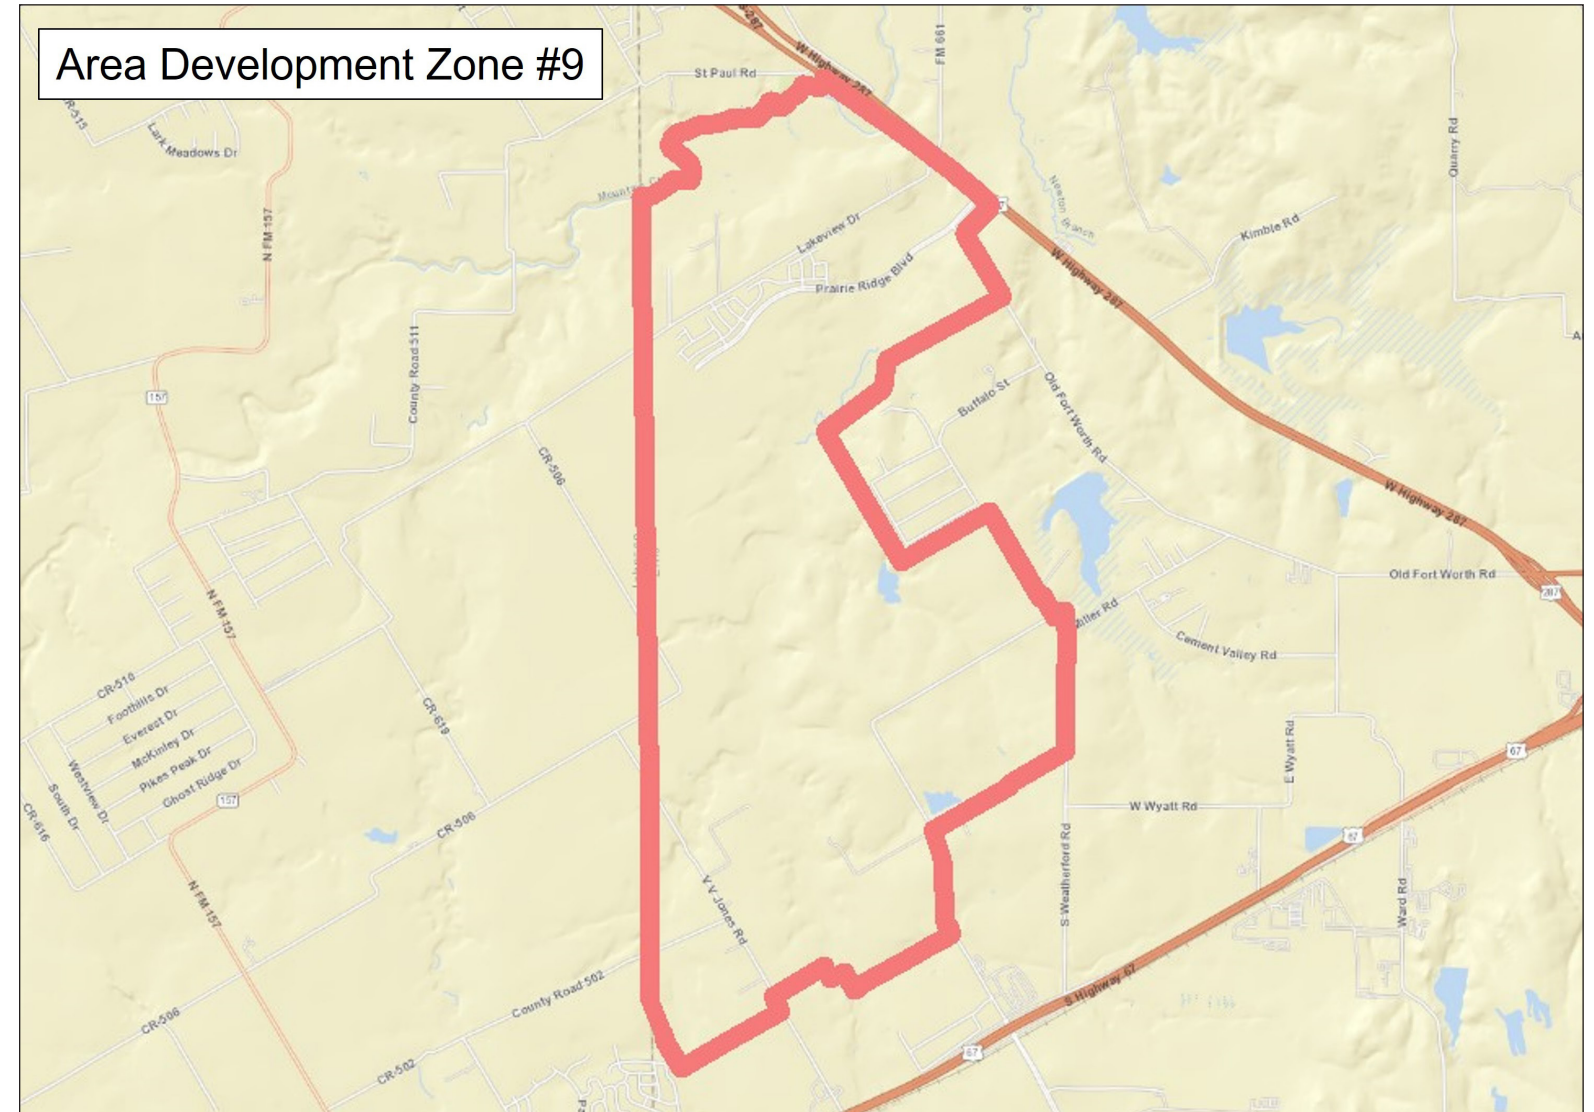 Area Development Zone #9
W Highway 287
FM 661
St Paul Rd
Lark Meadows Dr
Quarry Rd
N FM 157
Newton Branch
Lakeview Dr
Kimble Rd
Prairie Ridge Blvd
W Highway 287
County Road 511
157
Buffalo St
Old Fort Worth Rd
CR-506
W Highway 287
Old Fort Worth Rd
287
N FM 157
Cement Valley Rd
CR-510
Foothills Dr
Everest Dr
McKinley Dr
Pikes Peak Dr
Ghost Ridge Dr
Westview Dr
South Dr
CR-616
CR-619
157
67
E Wyatt Rd
W Wyatt Rd
CR-506
67
S Weatherford Rd
N FM 157
V V Jones Rd
Ward Rd
County Road 502
S Highway 67
CR-506
67
CR-502